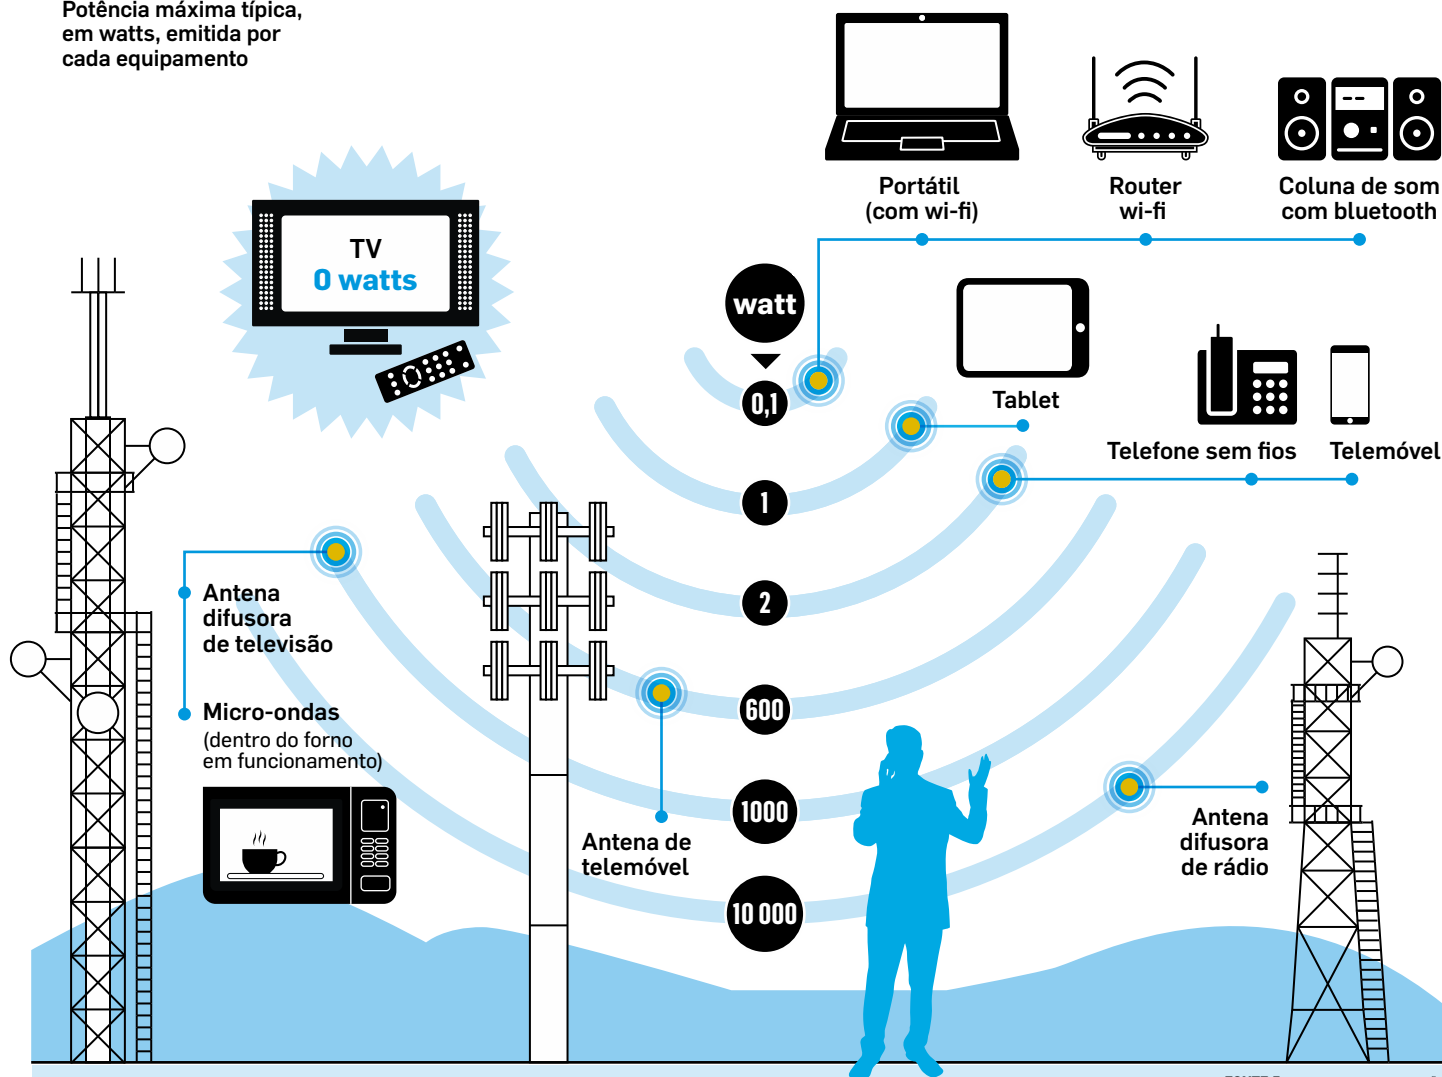 Potência máxima típica,
em watts, emitida por
cada equipamento
TV
0 watts
Portátil
(com wi-fi)
Router
wi-fi
Coluna de som
com bluetooth
watt
0,1
Tablet
Telefone sem fios
Telemóvel
1
2
Antena
difusora
de televisão
Micro-ondas
(dentro do forno
em funcionamento)
600
1000
Antena de
telemóvel
Antena
difusora
de rádio
10 000